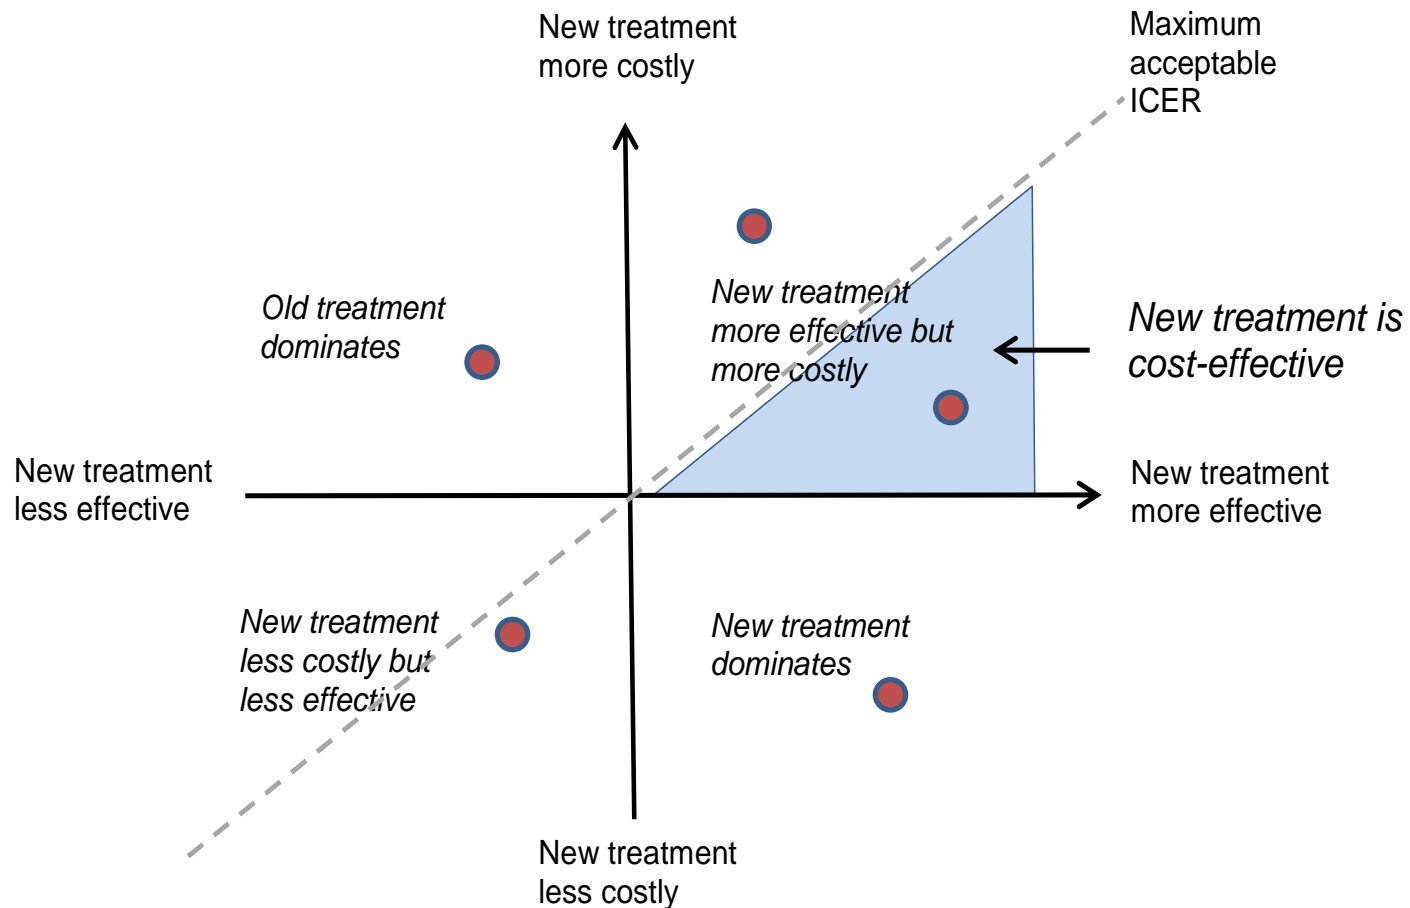 New treatment
more costly
Maximum
acceptable
ICER
Old treatment
dominates
New treatment
more effective but
more costly
New treatment is
cost-effective
New treatment
less effective
New treatment
more effective
New treatment
less costly but
less effective
New treatment
dominates
New treatment
less costly